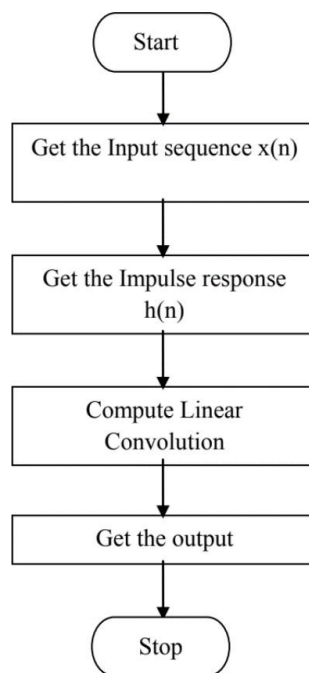 Start
Get the Input sequence x(n)
Get the Impulse response
h(n)
Compute Linear
Convolution
Get the output
Stop